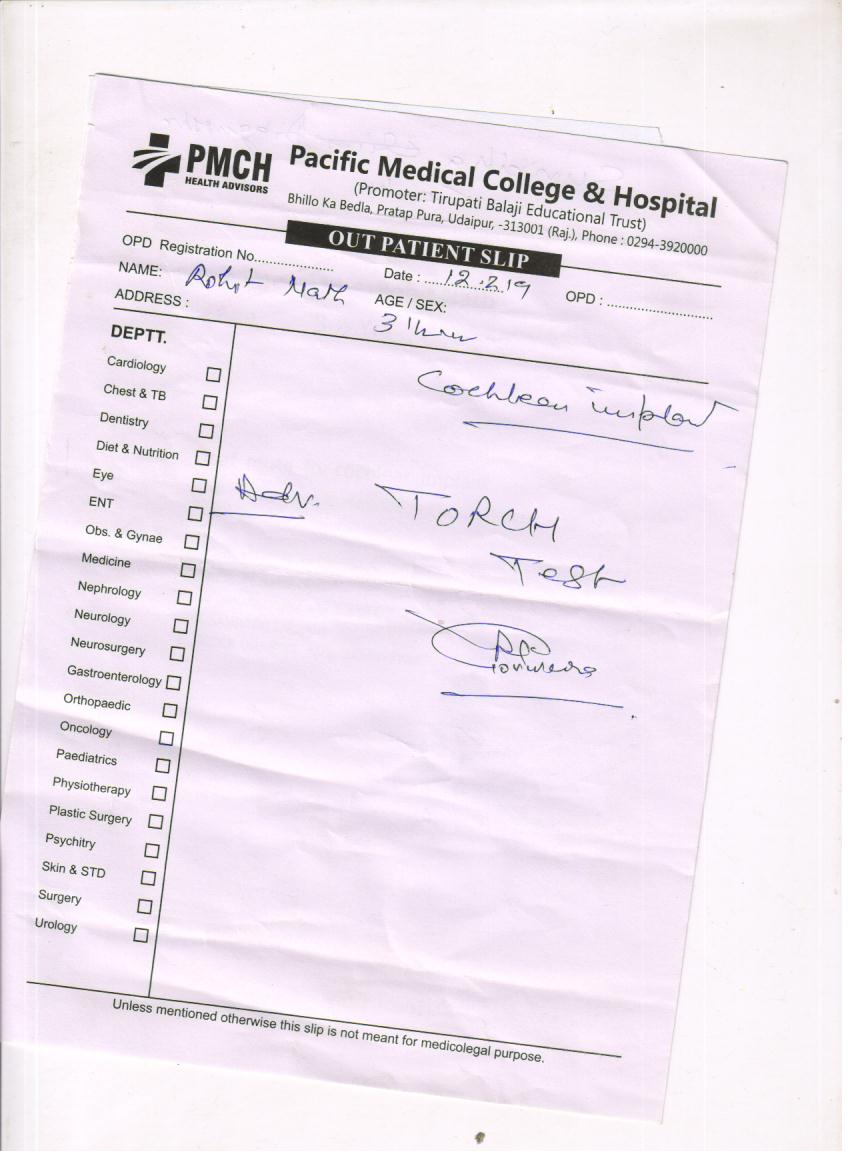 PMCH
HEALTH ADVISORS
Pacific Medical College & Hospital
(Promoter: Tirupati Balaji Educational Trust)
Bhillo Ka Bedla, Pratap Pura, Udaipur, -313001 (Raj.), Phone : 0294-3920000
OUT PATIENT SLIP
OPD Registration No.................... Date : ....12.2.19 OPD : ............................
NAME: Rohit Nath AGE / SEX:
ADDRESS : 3
DEPTT.
Cardiology
Chest & TB
Dentistry
Diet & Nutrition
Eye
ENT
Obs. & Gynae
Medicine
Nephrology
Neurology
Neurosurgery
Gastroenterology
Orthopaedic
Oncology
Paediatrics
Physiotherapy
Plastic Surgery
Psychitry
Skin & STD
Surgery
Urology
Cochlear implant
Adv. TORCH
Test
Unless mentioned otherwise this slip is not meant for medicolegal purpose.